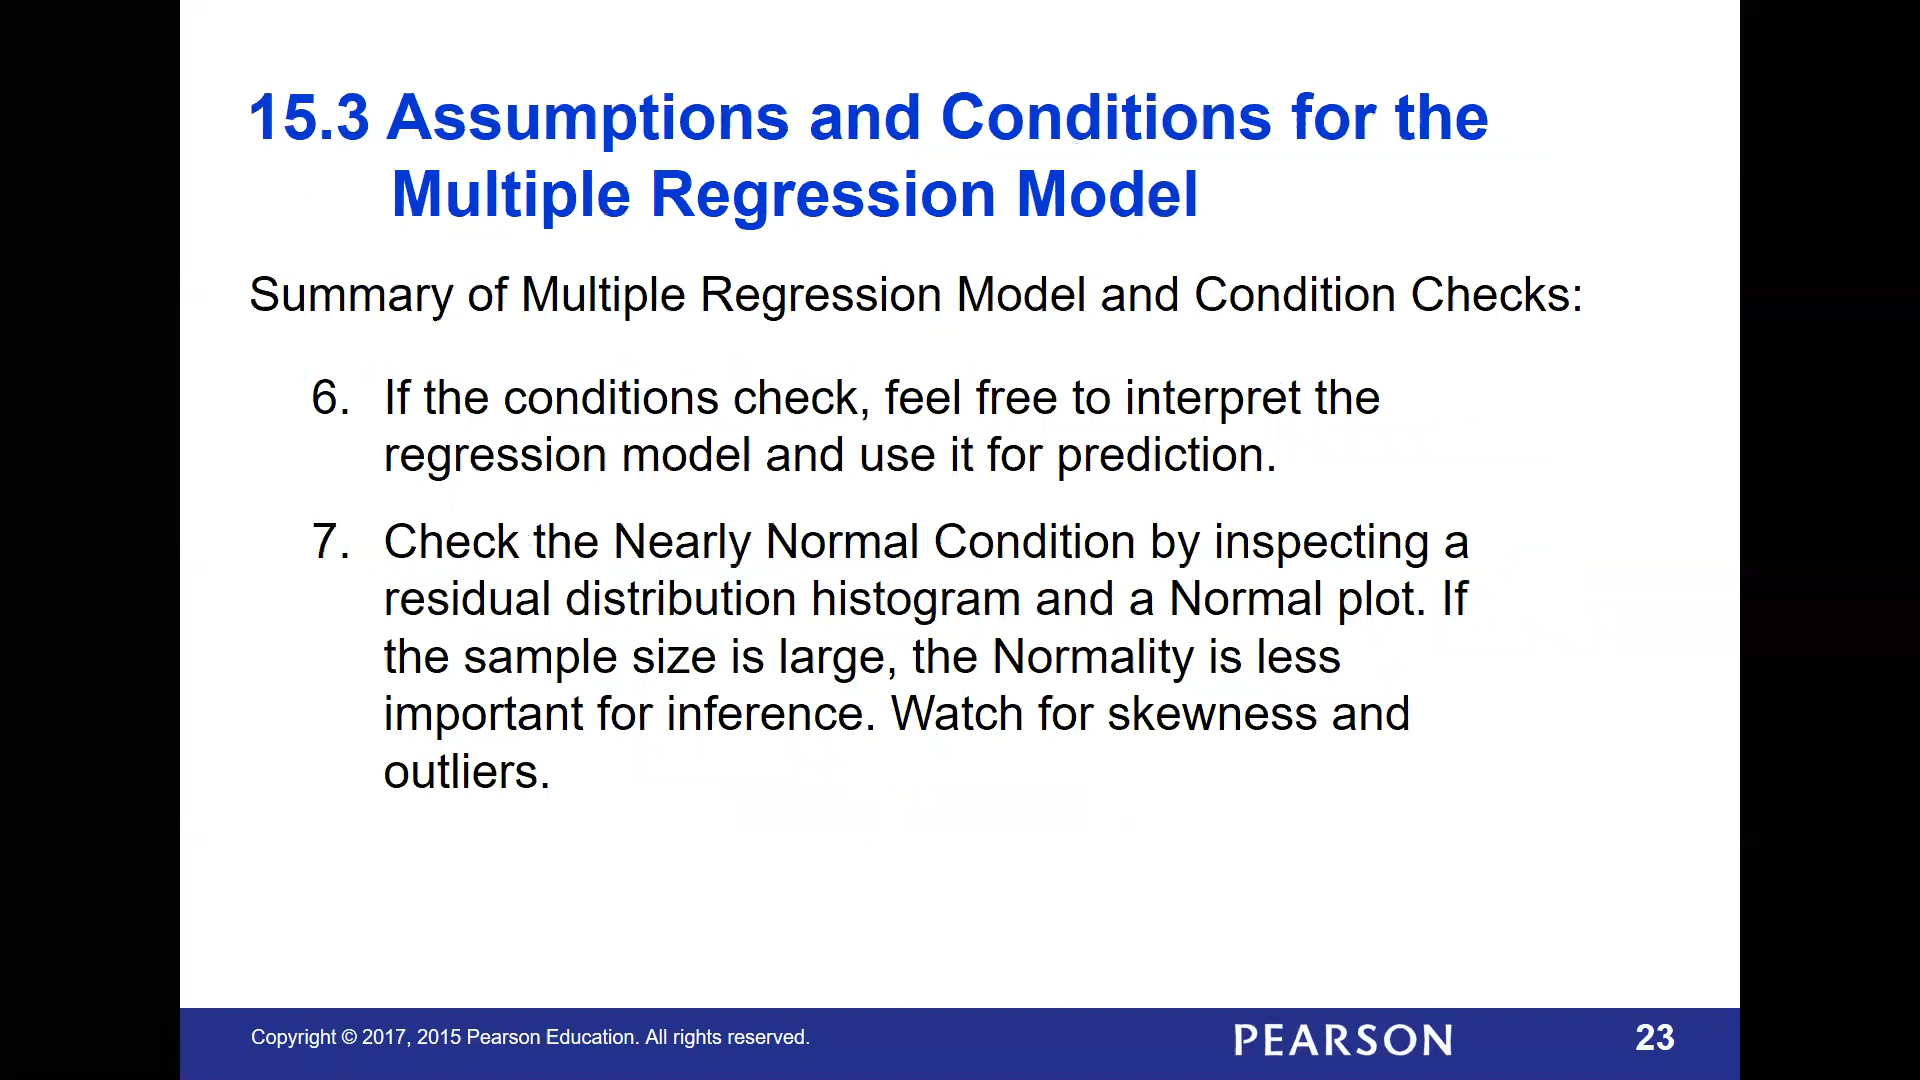 15.3 Assumptions and Conditions for the
Multiple Regression Model
Summary of Multiple Regression Model and Condition Checks:
6. If the conditions check, feel free to interpret the
regression model and use it for prediction.
7. Check the Nearly Normal Condition by inspecting a
residual distribution histogram and a Normal plot. If
the sample size is large, the Normality is less
important for inference. Watch for skewness and
outliers.
Copyright © 2017, 2015 Pearson Education. All rights reserved.
PEARSON
23